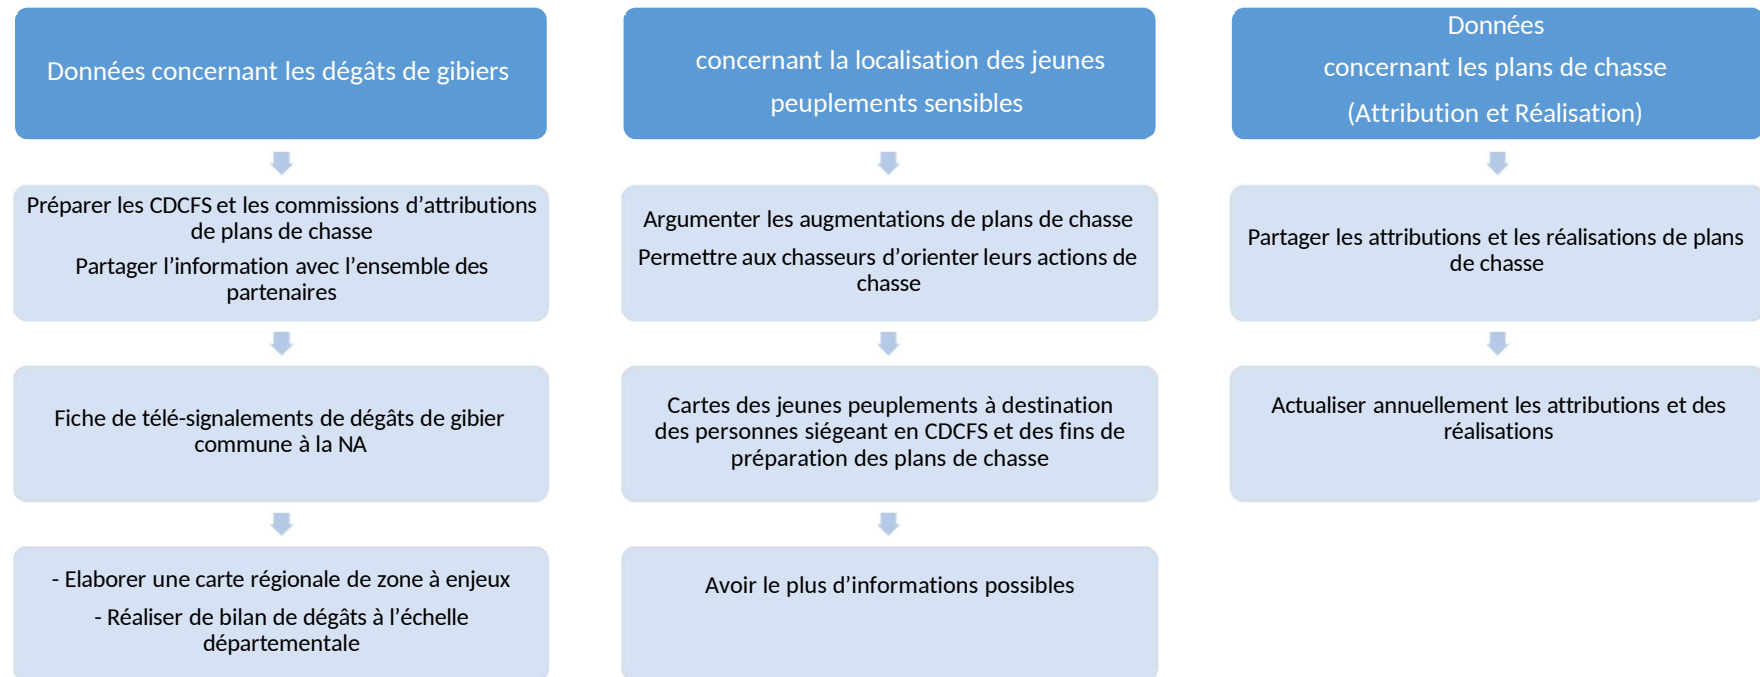 Données concernant les dégâts de gibiers
Préparer les CDCFS et les commissions d’attributions
de plans de chasse
Partager l’information avec l’ensemble des
partenaires
Fiche de télé-signalements de dégâts de gibier
commune à la NA
- Elaborer une carte régionale de zone à enjeux
- Réaliser de bilan de dégâts à l’échelle
départementale
concernant la localisation des jeunes
peuplements sensibles
Argumenter les augmentations de plans de chasse
Permettre aux chasseurs d’orienter leurs actions de
chasse
Cartes des jeunes peuplements à destination
des personnes siégeant en CDCFS et des fins de
préparation des plans de chasse
Avoir le plus d’informations possibles
Données
concernant les plans de chasse
(Attribution et Réalisation)
Partager les attributions et les réalisations de plans
de chasse
Actualiser annuellement les attributions et des
réalisations